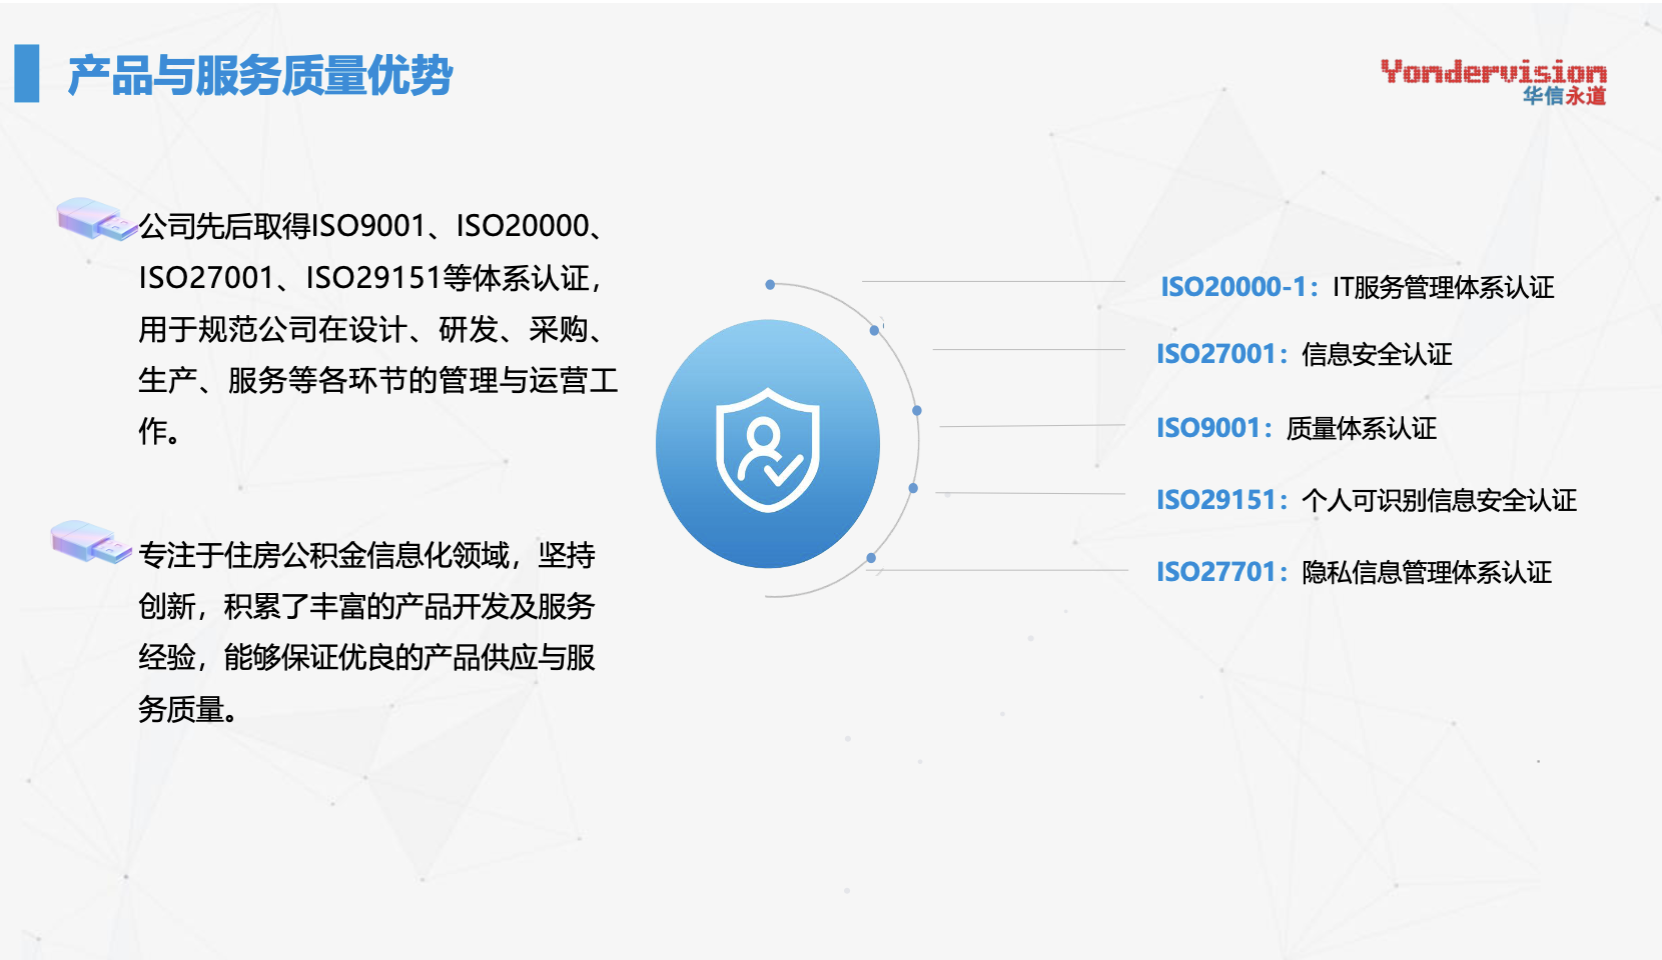 产品与服务质量优势
Yondervision
华信永道
公司先后取得ISO9001、ISO20000、
ISO27001、ISO29151等体系认证，
用于规范公司在设计、研发、采购、
生产、服务等各环节的管理与运营工
作。
专注于住房公积金信息化领域，坚持
创新，积累了丰富的产品开发及服务
经验，能够保证优良的产品供应与服
务质量。
ISO20000-1：IT服务管理体系认证
ISO27001：信息安全认证
ISO9001：质量体系认证
ISO29151：个人可识别信息安全认证
ISO27701：隐私信息管理体系认证